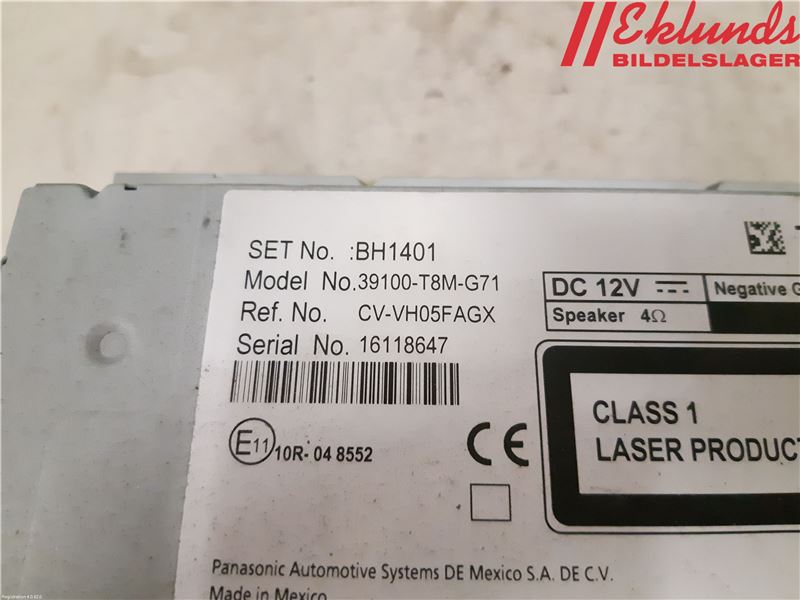 Eklunds
BILDELSLAGER
SET No. :BH1401
Model No.39100-T8M-G71
Ref. No. CV-VH05FAGX
Serial No. 16118647
DC 12V Negative G
Speaker 4Ω
CLASS 1
LASER PRODUCT
E11 10R- 04 8552
CE
Panasonic Automotive Systems DE Mexico S.A. DE C.V.
Made in Mexico